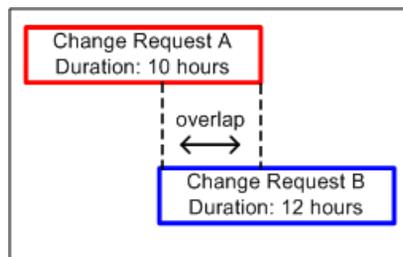 Change Request A
Duration: 10 hours
overlap
Change Request B
Duration: 12 hours